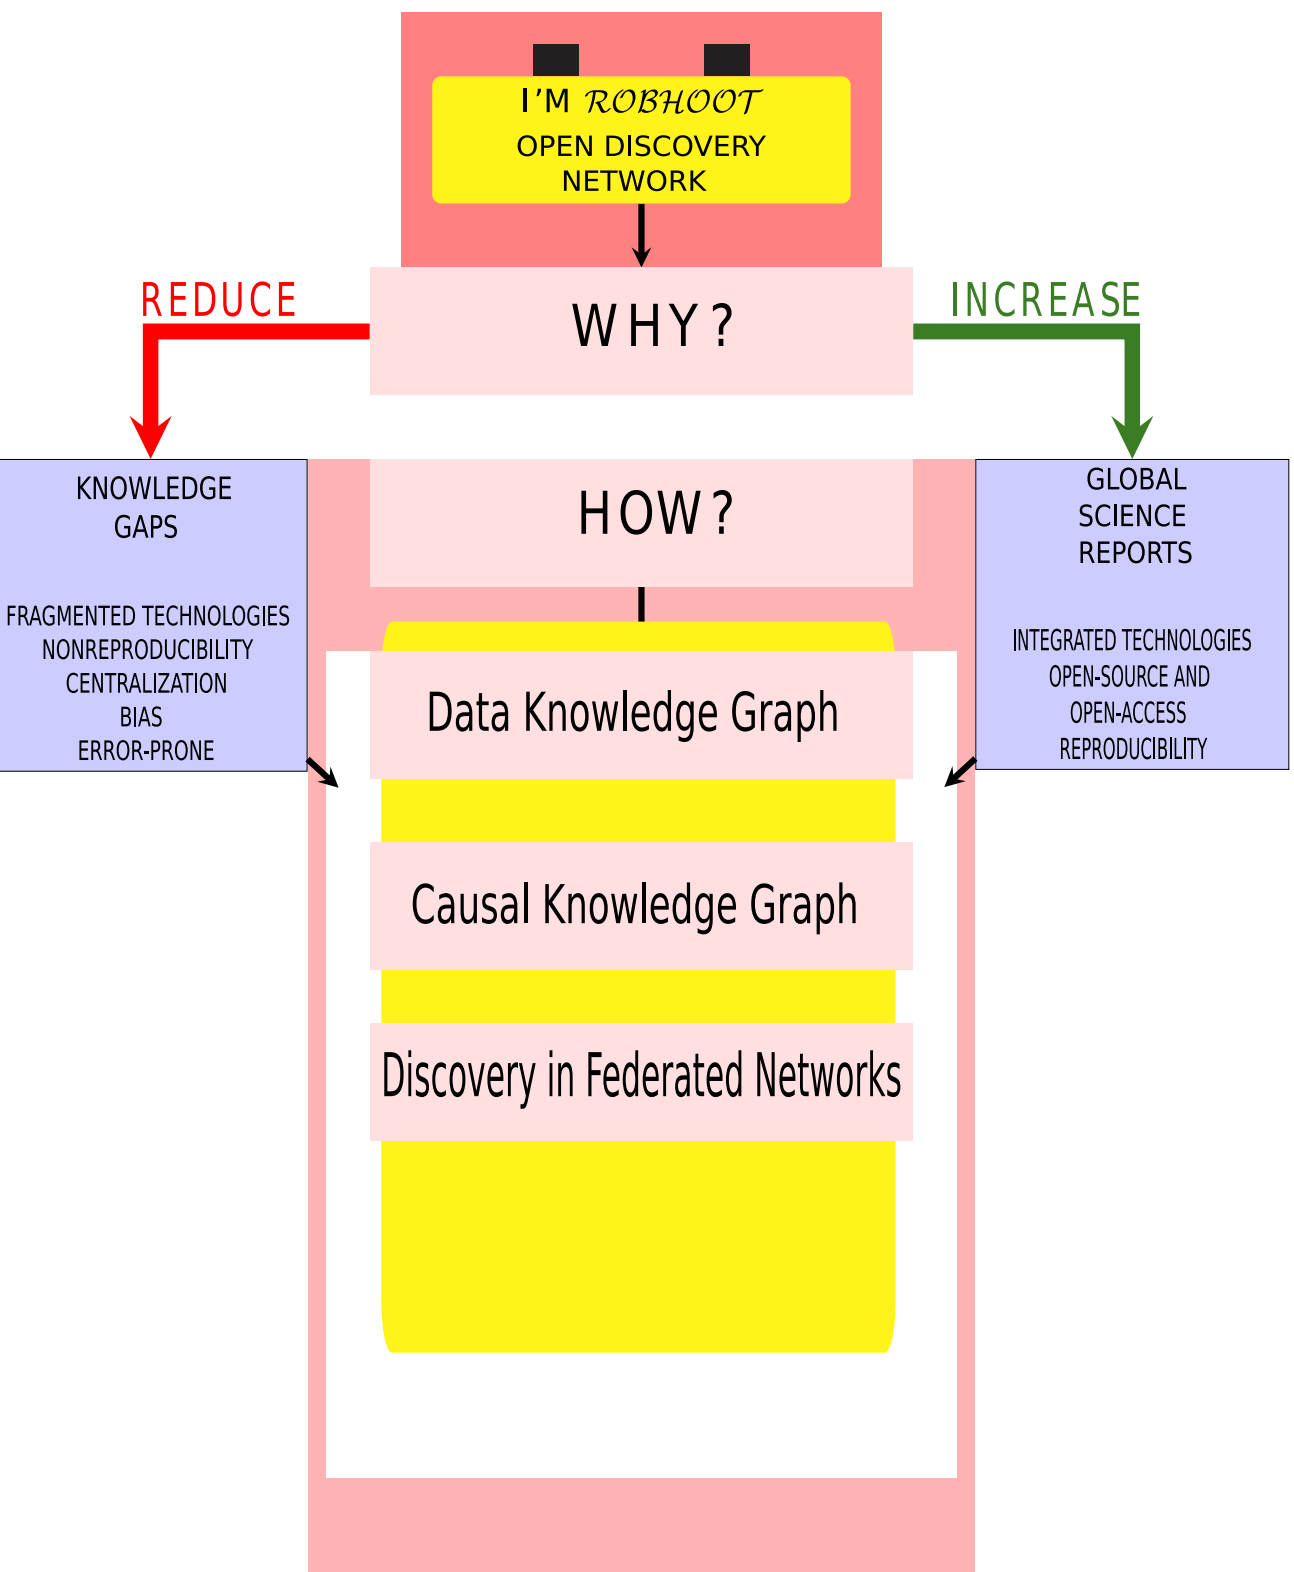 I'M ROBHOOT
OPEN DISCOVERY
NETWORK
REDUCE
WHY?
INCREASE
KNOWLEDGE
GAPS
FRAGMENTED TECHNOLOGIES
NONREPRODUCIBILITY
CENTRALIZATION
BIAS
ERROR-PRONE
HOW?
GLOBAL
SCIENCE
REPORTS
INTEGRATED TECHNOLOGIES
OPEN-SOURCE AND
OPEN-ACCESS
REPRODUCIBILITY
Data Knowledge Graph
Causal Knowledge Graph
Discovery in Federated Networks